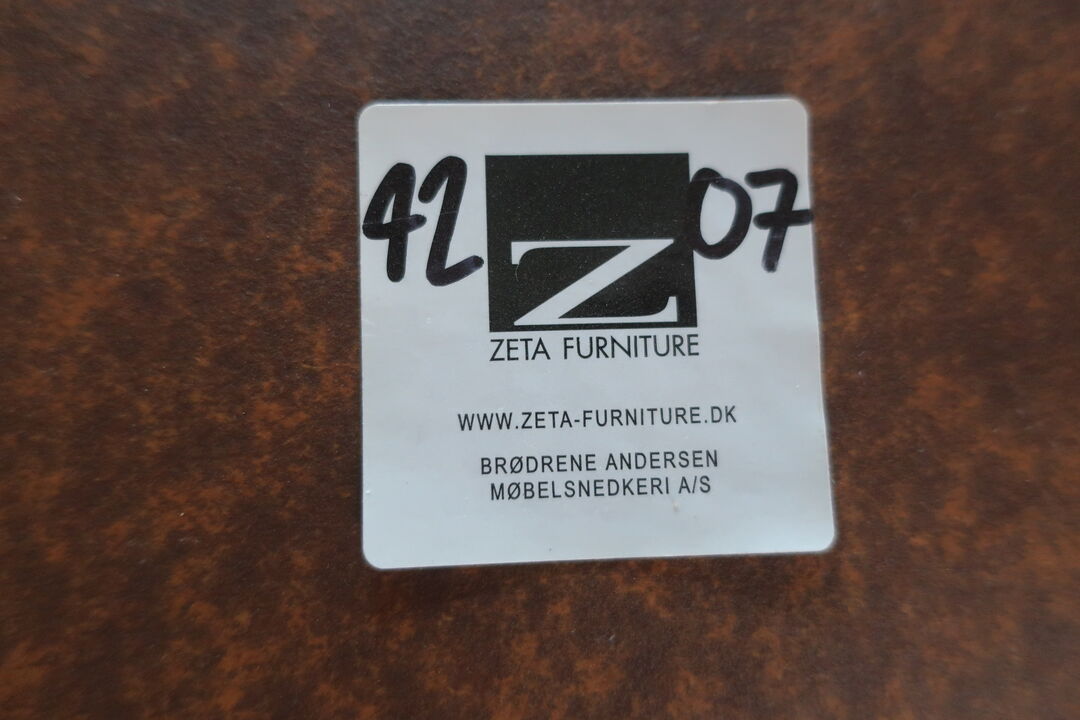 42 Z 07
ZETA FURNITURE
WWW.ZETA-FURNITURE.DK
BRØDRENE ANDERSEN
MØBELSNEDKERI A/S